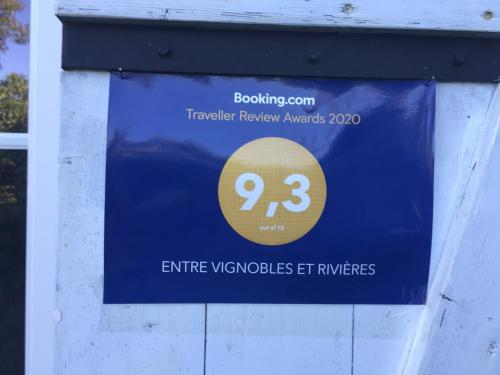 Booking.com
Traveller Review Awards 2020
9,3
out of 10
ENTRE VIGNOBLES ET RIVIÈRES